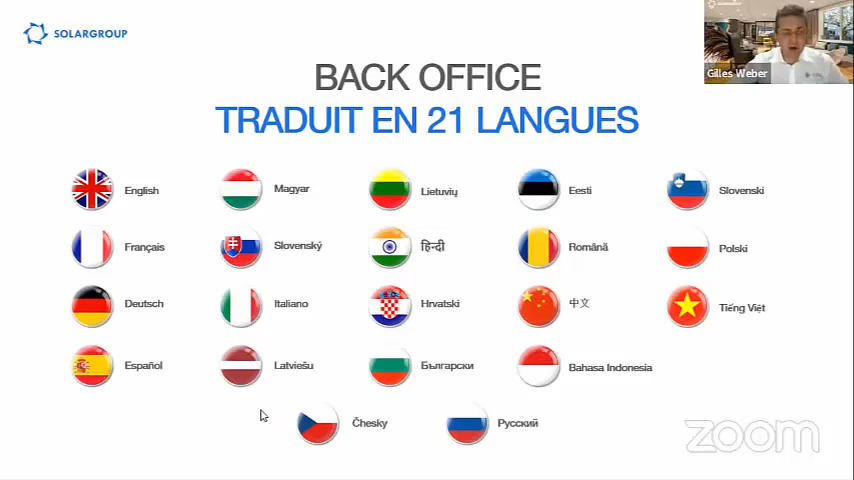 SOLARGROUP
Gilles Weber
BACK OFFICE
TRADUIT EN 21 LANGUES
English
Magyar
Lietuvių
Eesti
Slovenski
Français
Slovenský
हिन्दी
Română
Polski
Deutsch
Italiano
Hrvatski
中文
Tiếng Việt
Español
Latviešu
Български
Bahasa Indonesia
Česky
Русский
zoom